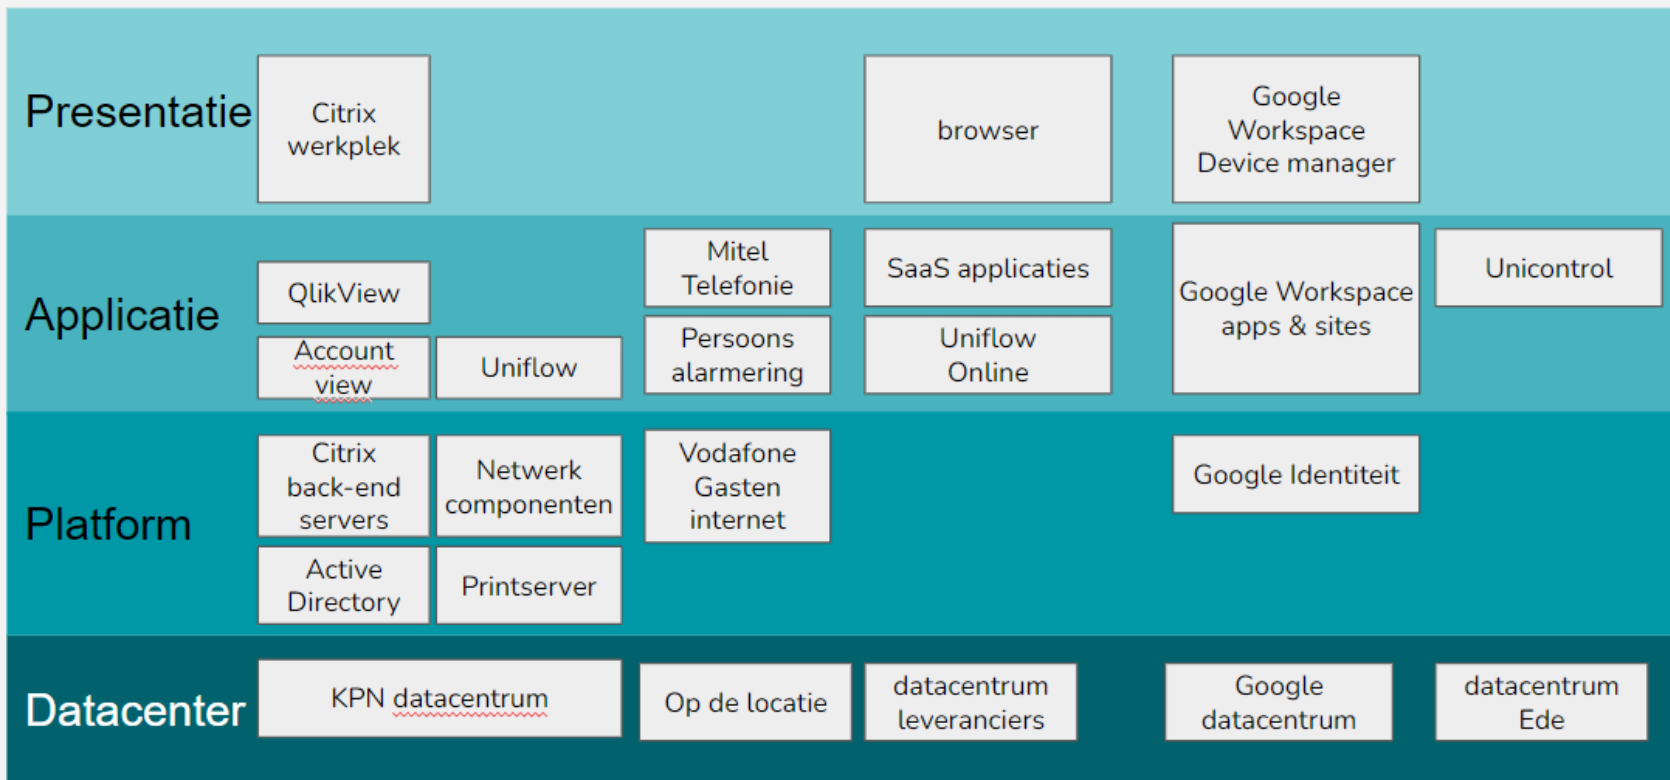 Presentatie
Citrix
werkplek
browser
Google
Workspace
Device manager
Applicatie
QlikView
Account
view
Uniflow
Mitel
Telefonie
Persoons
alarmering
SaaS applicaties
Uniflow
Online
Google Workspace
apps & sites
Unicontrol
Platform
Citrix
back-end
servers
Netwerk
componenten
Active
Directory
Printserver
Vodafone
Gasten
internet
Google Identiteit
Datacenter
KPN datacentrum
Op de locatie
datacentrum
leveranciers
Google
datacentrum
datacentrum
Ede